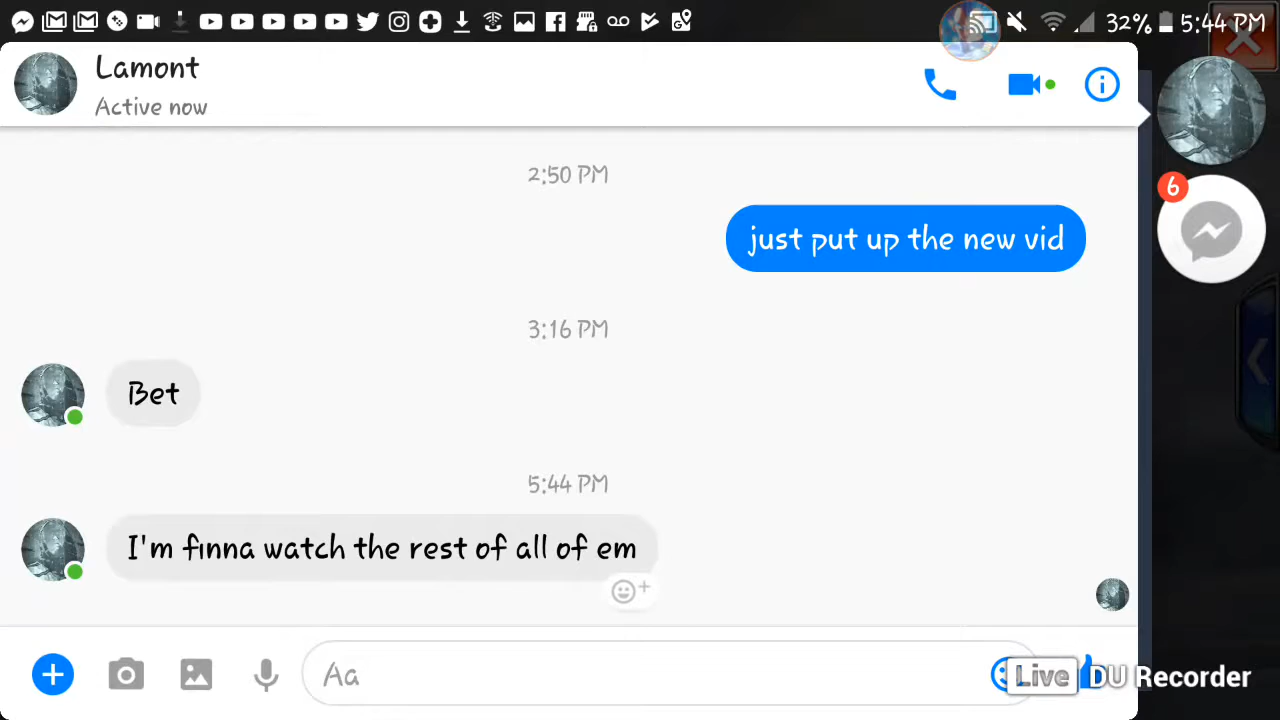 32% 5:44 PM
Lamont
Active now
6
2:50 PM
just put up the new vid
3:16 PM
Bet
5:44 PM
I'm finna watch the rest of all of em
Aa
Live DU Recorder